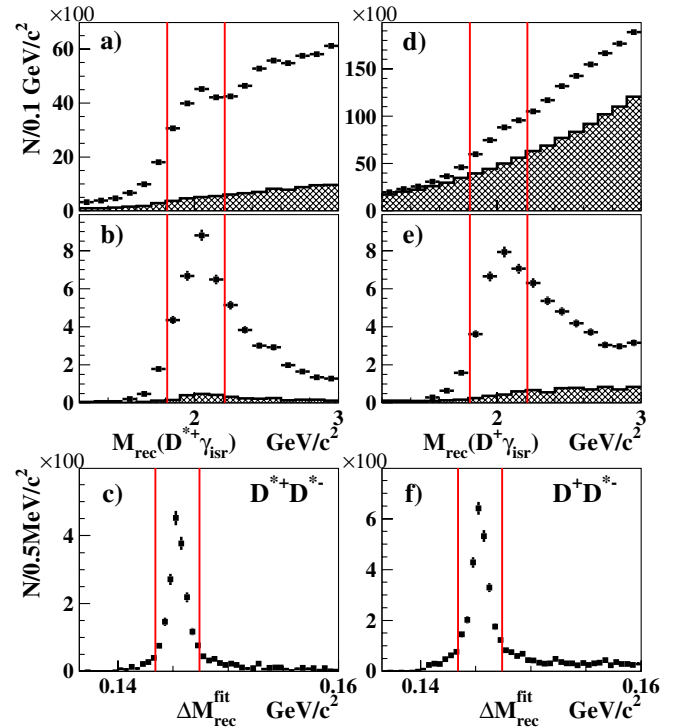 ×100
×100
a)
d)
N/0.1 GeV/c²
60
40
20
0
150
100
50
0
b)
e)
8
6
4
2
0
8
6
4
2
0
2
3
2
3
M_rec(D^{*+}γ_isr) GeV/c²
M_rec(D^+γ_isr) GeV/c²
×100
×100
c)
D^{*+}D^{*-}
f)
D^+D^{*-}
N/0.5MeV/c²
4
2
0
6
4
2
0
0.14
0.16
0.14
0.16
ΔM_rec^fit GeV/c²
ΔM_rec^fit GeV/c²